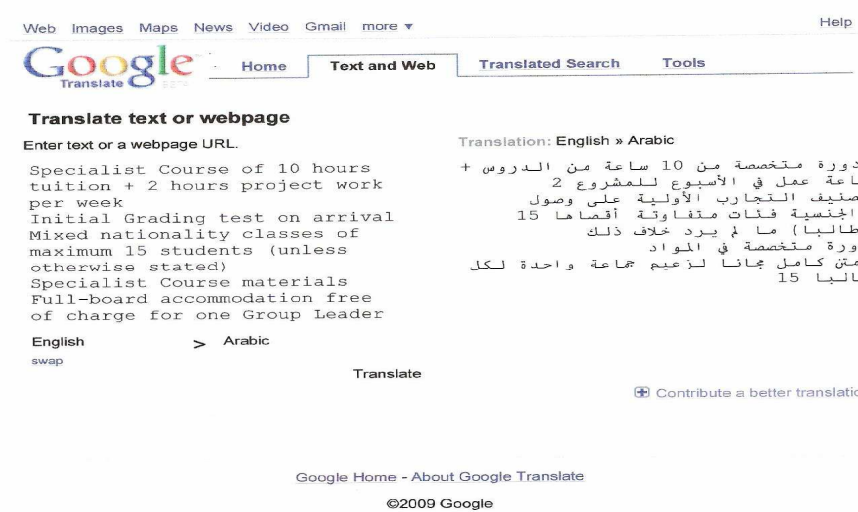 Web Images Maps News Video Gmail more ▼
Help
Google
Translate
Home
Text and Web
Translated Search
Tools
Translate text or webpage
Enter text or a webpage URL.
Specialist Course of 10 hours
tuition + 2 hours project work
per week
Initial Grading test on arrival
Mixed nationality classes of
maximum 15 students (unless
otherwise stated)
Specialist Course materials
Full-board accommodation free
of charge for one Group Leader
English > Arabic
swap
Translate
Translation: English » Arabic
دورة متخصصة من 10 ساعة من الدروس +
اعة عمل في الأسبوع للمشروع 2
صنيف التجارب الأولية على وصول
الجنسية فئات متفاوتة أقصاها 15
طالبا) ما لم يرد خلاف ذلك
ورة متخصصة في المواد
متن كامل مجانا لزعيم جماعة واحدة لكل
البا 15
Contribute a better translatio
Google Home - About Google Translate
©2009 Google